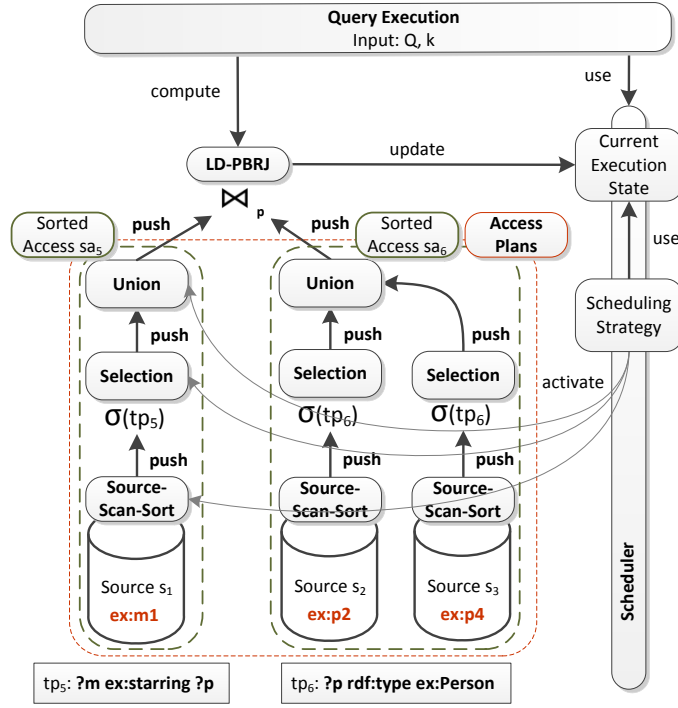 Query Execution
Input: Q, k
compute
use
LD-PBRJ
update
Current
Execution
State
⋈ p
push
push
Sorted
Access sa5
Sorted
Access sa6
Access
Plans
use
Union
Union
Scheduling
Strategy
push
push
push
Selection
Selection
Selection
activate
σ(tp5)
σ(tp6)
σ(tp6)
push
push
push
Source-
Scan-Sort
Source-
Scan-Sort
Source-
Scan-Sort
Source s1
ex:m1
Source s2
ex:p2
Source s3
ex:p4
Scheduler
tp5: ?m ex:starring ?p
tp6: ?p rdf:type ex:Person